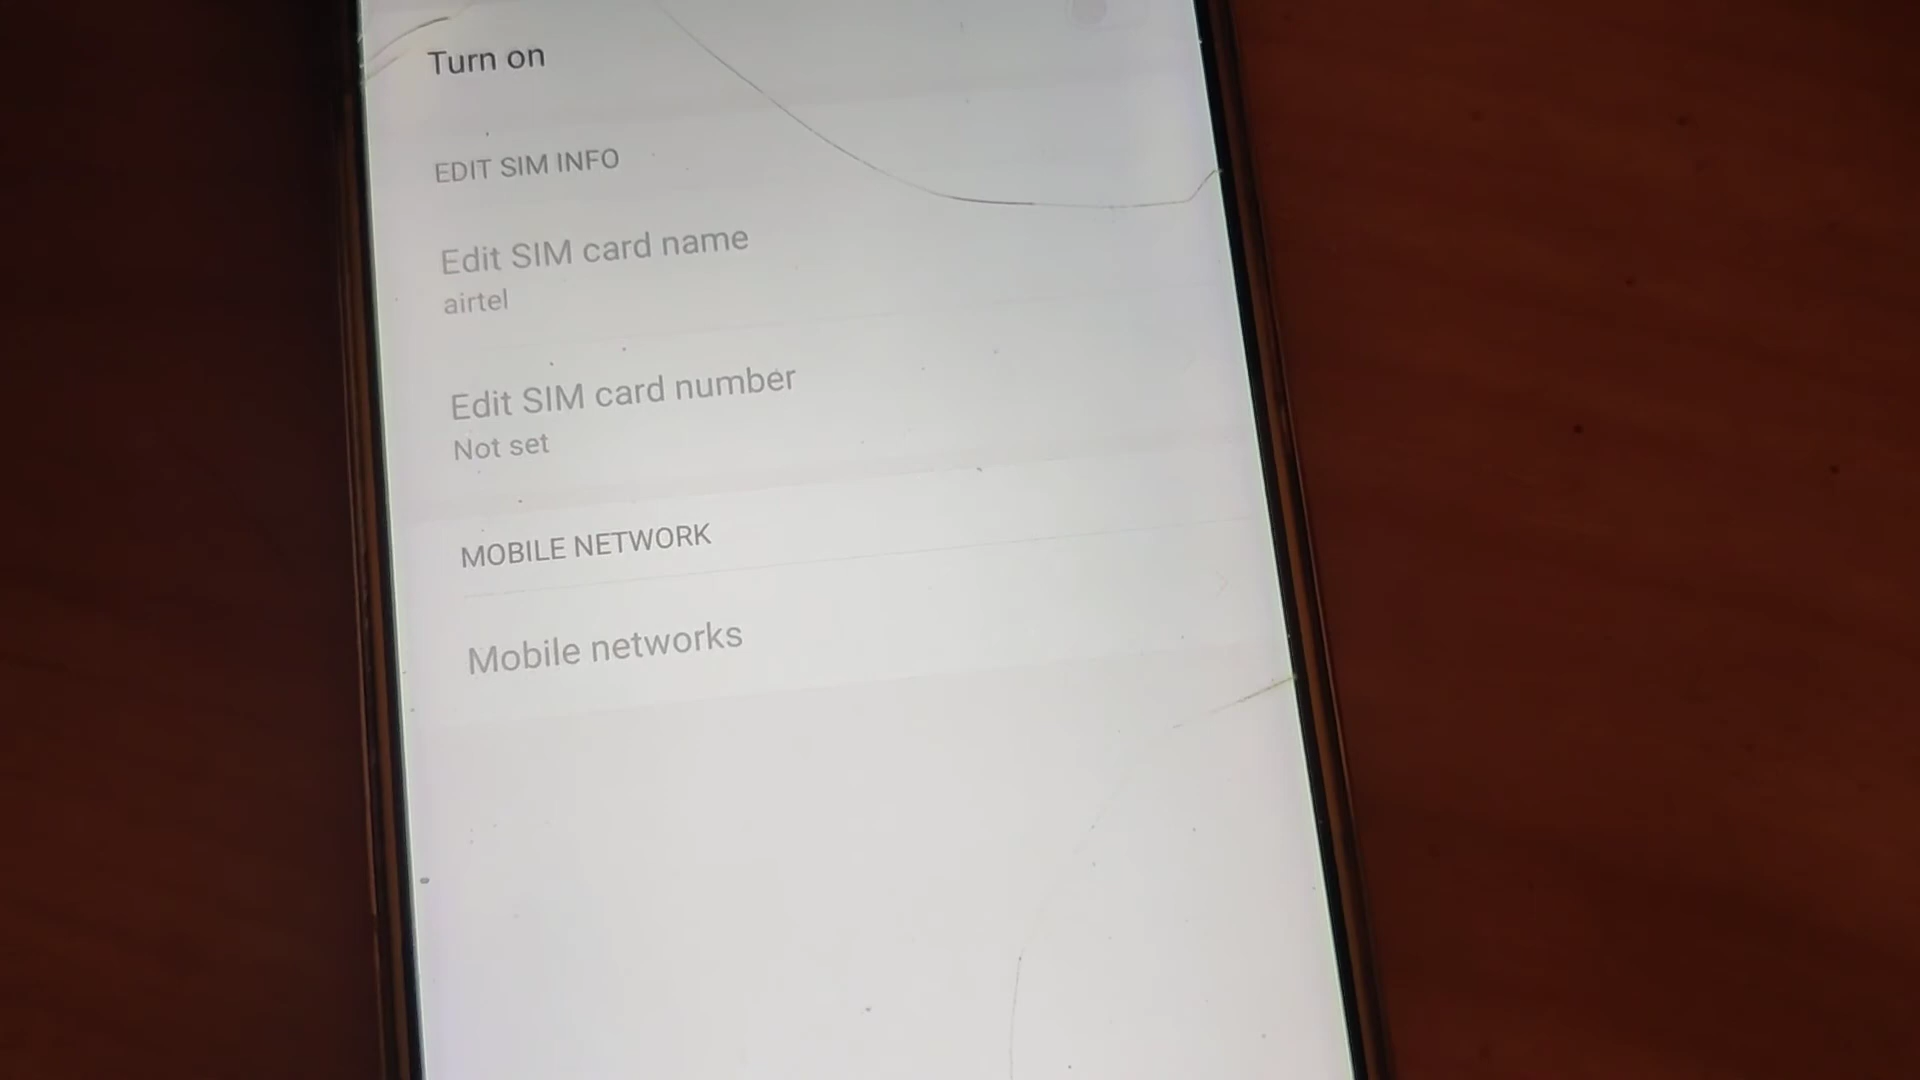 Turn on
EDIT SIM INFO
Edit SIM card name
airtel
Edit SIM card number
Not set
MOBILE NETWORK
Mobile networks